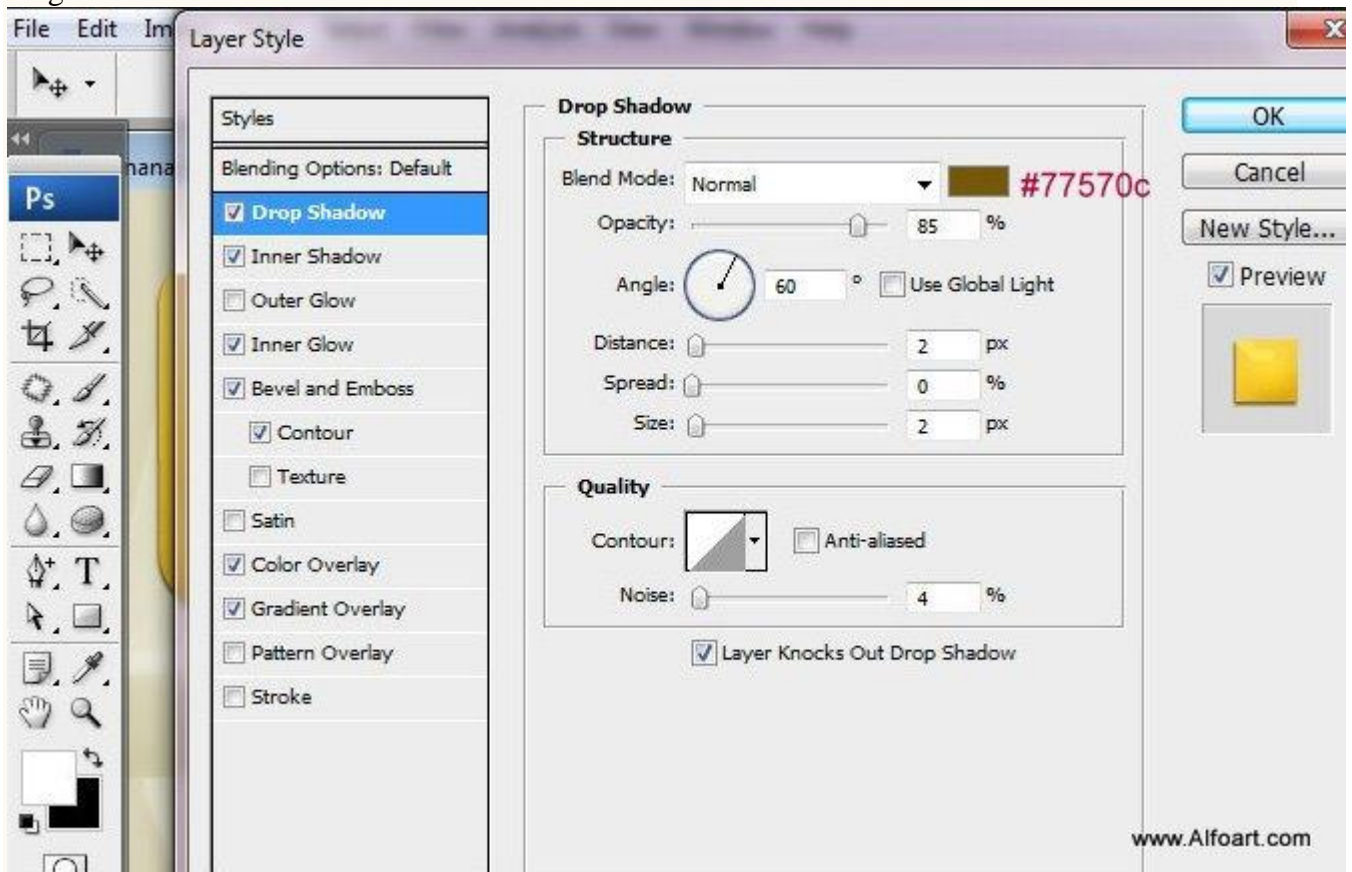 File Edit Im
Layer Style
hana
Ps
Styles
Blending Options: Default
Drop Shadow
Inner Shadow
Outer Glow
Inner Glow
Bevel and Emboss
Contour
Texture
Satin
Color Overlay
Gradient Overlay
Pattern Overlay
Stroke
Drop Shadow
Structure
Blend Mode: Normal #77570c
Opacity: 85 %
Angle: 60 ° Use Global Light
Distance: 2 px
Spread: 0 %
Size: 2 px
Quality
Contour: Anti-aliased
Noise: 4 %
Layer Knocks Out Drop Shadow
OK
Cancel
New Style...
Preview
T
www.Alfoart.com